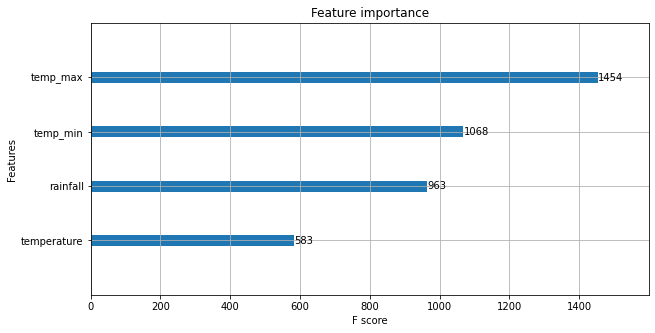 Feature importance
temp_max
1454
temp_min
1068
rainfall
963
temperature
583
Features
0 200 400 600 800 1000 1200 1400
F score